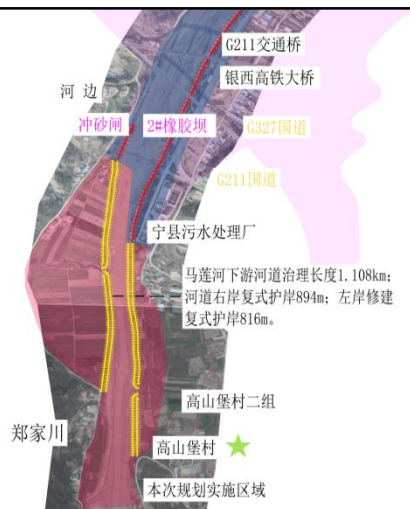 G211交通桥
银西高铁大桥
河边
冲砂闸
2#橡胶坝
G327国道
G211国道
宁县污水处理厂
马莲河下游河道治理长度1.108km；
河道右岸复式护岸894m；左岸修建
复式护岸816m。
高山堡村二组
郑家川
高山堡村
本次规划实施区域